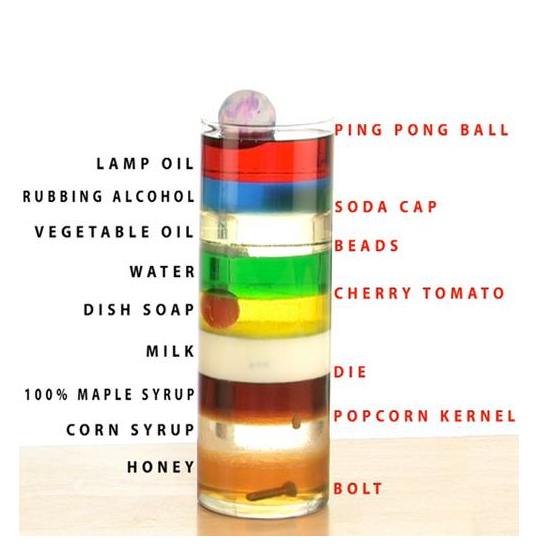 PING PONG BALL
LAMP OIL
RUBBING ALCOHOL
SODA CAP
VEGETABLE OIL
BEADS
WATER
CHERRY TOMATO
DISH SOAP
MILK
DIE
100% MAPLE SYRUP
POPCORN KERNEL
CORN SYRUP
HONEY
BOLT